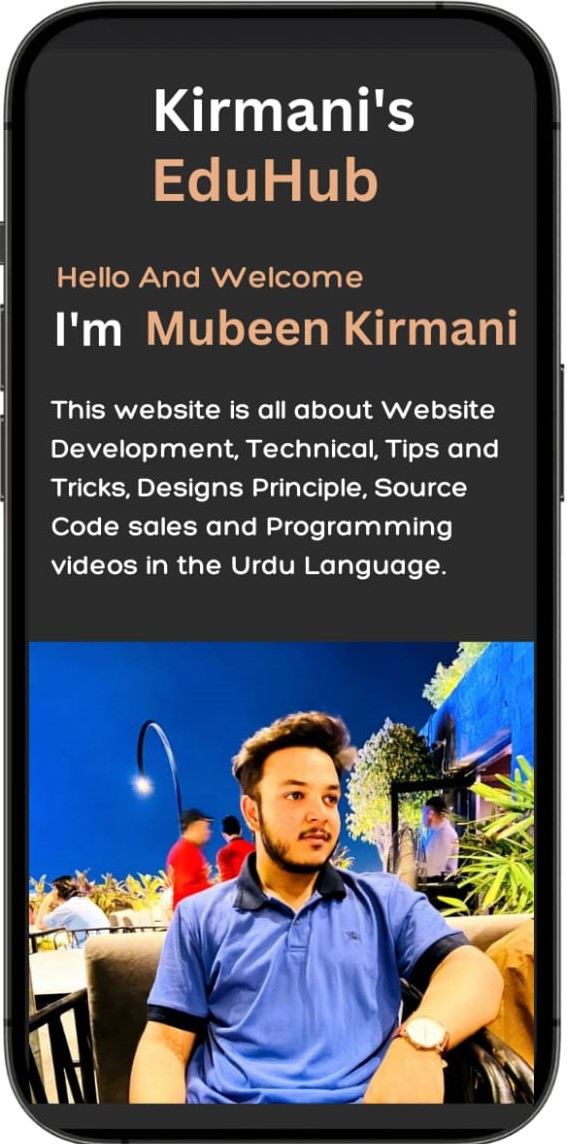 Kirmani's
EduHub
Hello And Welcome
I'm Mubeen Kirmani
This website is all about Website
Development, Technical, Tips and
Tricks, Designs Principle, Source
Code sales and Programming
videos in the Urdu Language.